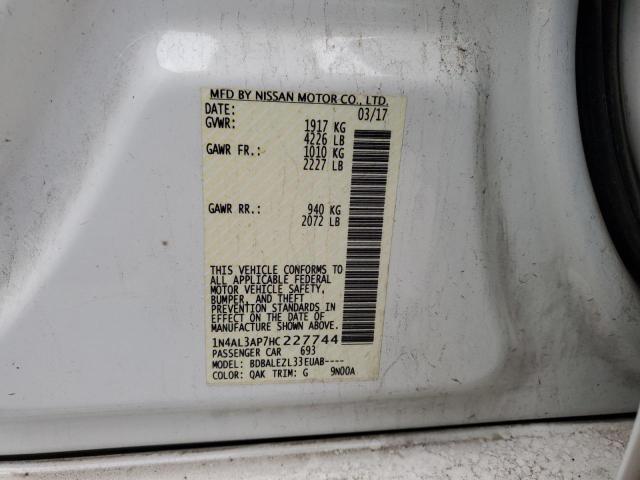 MFD BY NISSAN MOTOR CO., LTD.
DATE: 03/17
GVWR: 1917 KG
4226 LB
GAWR FR.: 1010 KG
2227 LB
GAWR RR.: 940 KG
2072 LB
THIS VEHICLE CONFORMS TO
ALL APPLICABLE FEDERAL
MOTOR VEHICLE SAFETY,
BUMPER, AND THEFT
PREVENTION STANDARDS IN
EFFECT ON THE DATE OF
MANUFACTURE SHOWN ABOVE.
1N4AL3AP7HC227744
PASSENGER CAR 693
MODEL: BDBALEZL33EUAB----
COLOR: QAK TRIM: G 9N00A